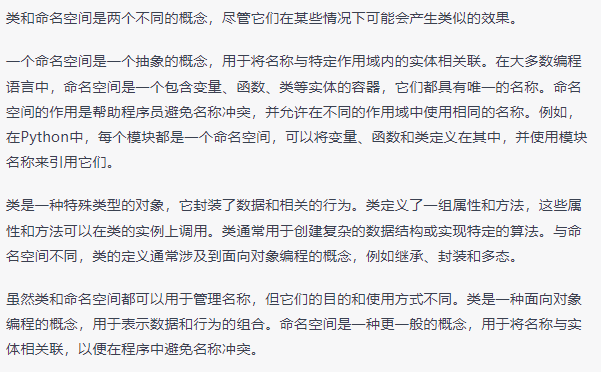 类和命名空间是两个不同的概念，尽管它们在某些情况下可能会产生类似的效果。
一个命名空间是一个抽象的概念，用于将名称与特定作用域内的实体相关联。在大多数编程
语言中，命名空间是一个包含变量、函数、类等实体的容器，它们都具有唯一的名称。命名
空间的作用是帮助程序员避免名称冲突，并允许在不同的作用域中使用相同的名称。例如，
在Python中，每个模块都是一个命名空间，可以将变量、函数和类定义在其中，并使用模块
名称来引用它们。
类是一种特殊类型的对象，它封装了数据和相关的行为。类定义了一组属性和方法，这些属
性和方法可以在类的实例上调用。类通常用于创建复杂的数据结构或实现特定的算法。与命
名空间不同，类的定义通常涉及到面向对象编程的概念，例如继承、封装和多态。
虽然类和命名空间都可以用于管理名称，但它们的目的和使用方式不同。类是一种面向对象
编程的概念，用于表示数据和行为的组合。命名空间是一种更一般的概念，用于将名称与实
体相关联，以便在程序中避免名称冲突。